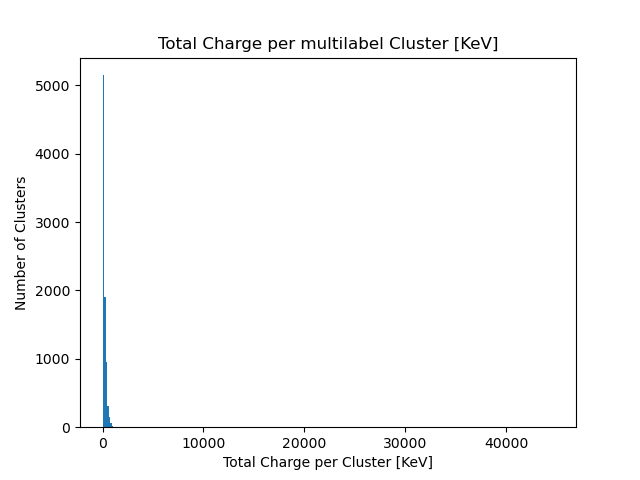 Total Charge per multilabel Cluster [KeV]
5000
4000
3000
2000
1000
0
Number of Clusters
0 10000 20000 30000 40000
Total Charge per Cluster [KeV]